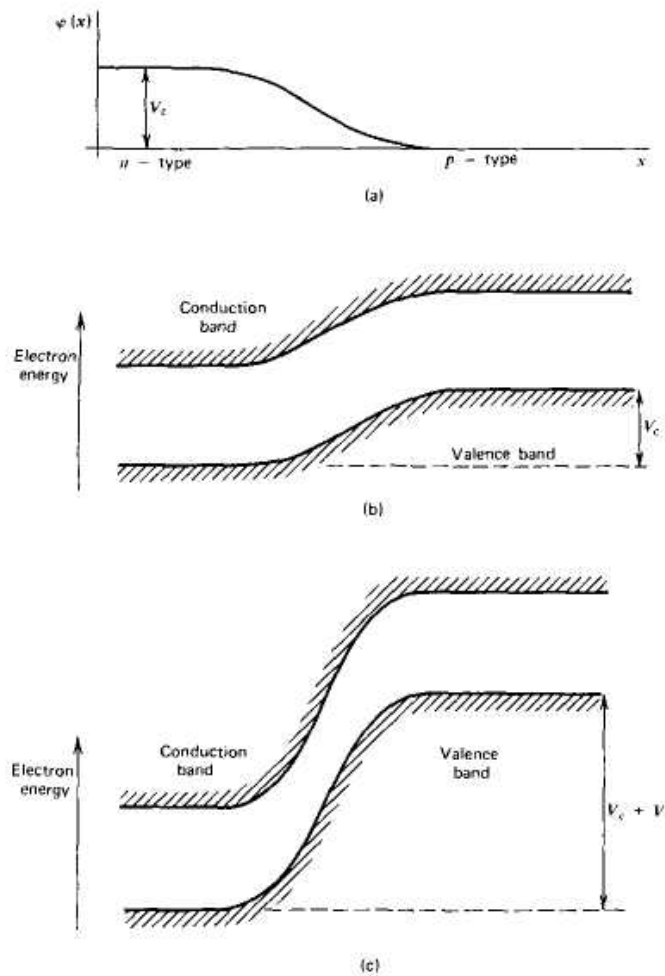 φ(x)
V_c
n - type
p - type
x
(a)
Conduction
band
Electron
energy
V_c
Valence band
(b)
Conduction
band
Electron
energy
Valence
band
V_c + V
(c)